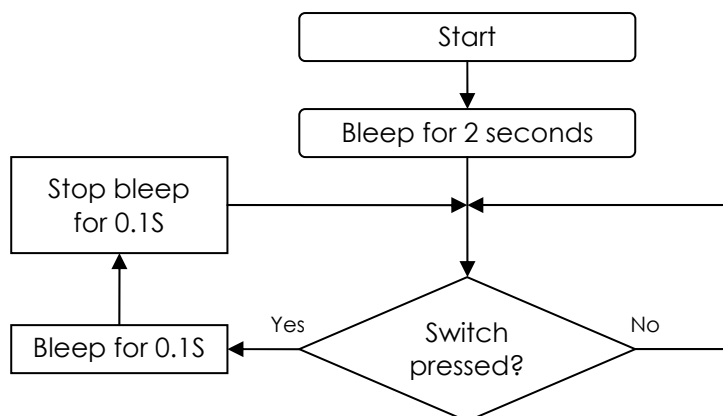 Start
Bleep for 2 seconds
Stop bleep
for 0.1S
Yes
Switch
pressed?
No
Bleep for 0.1S